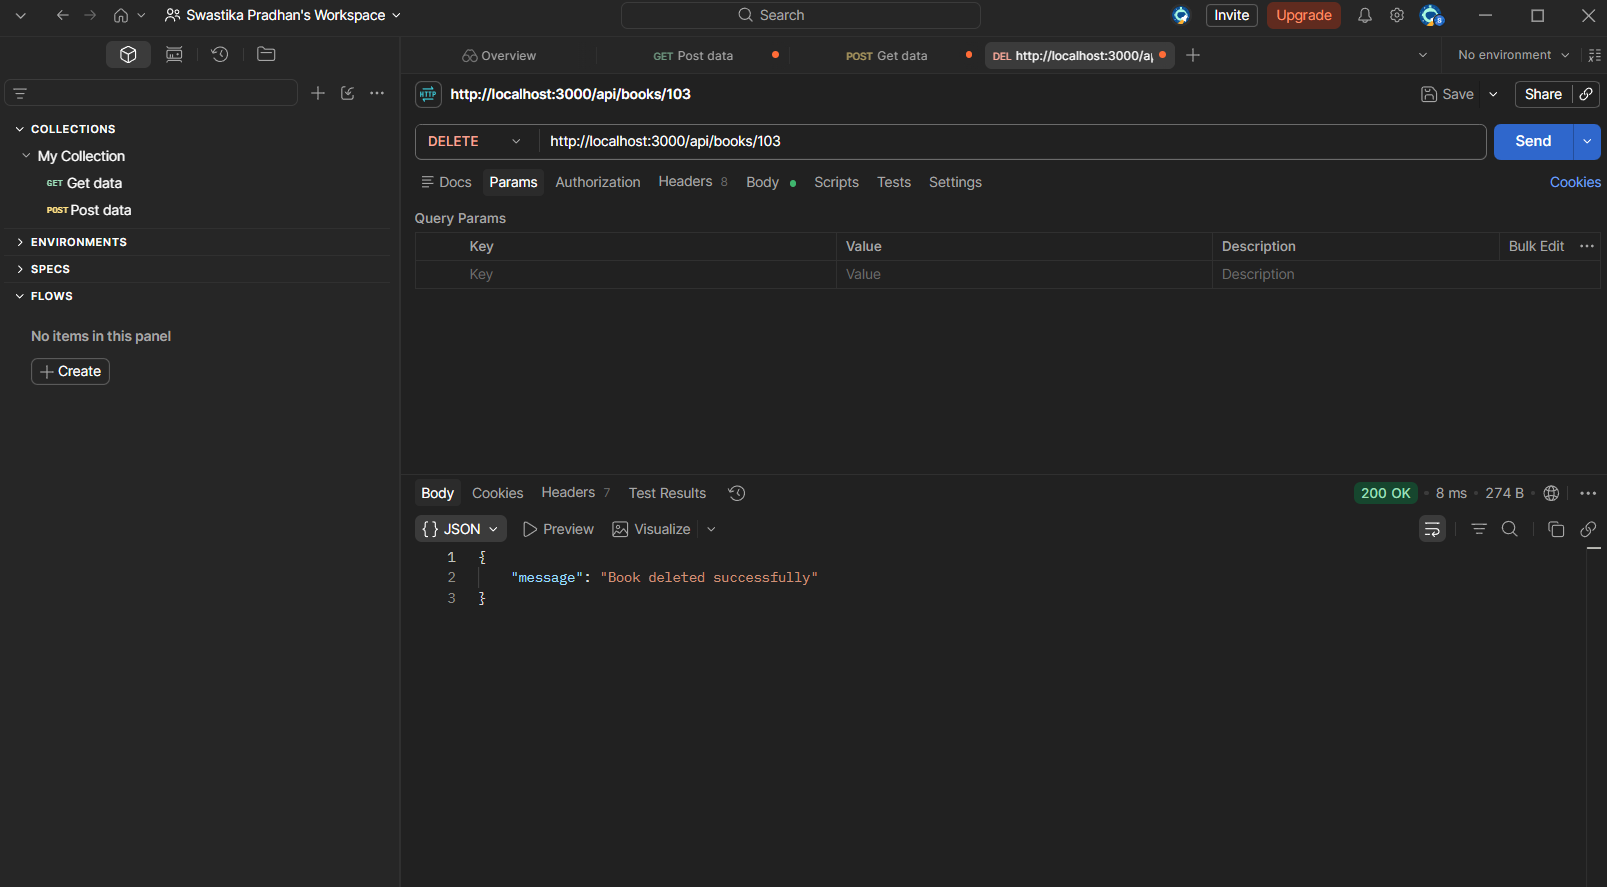 Swastika Pradhan's Workspace
Search
Invite
Upgrade
8
Overview
GET Post data
POST Get data
DEL http://localhost:3000/a
No environment
HTTP http://localhost:3000/api/books/103
Save
Share
COLLECTIONS
My Collection
GET Get data
POST Post data
ENVIRONMENTS
SPECS
FLOWS
No items in this panel
Create
DELETE
http://localhost:3000/api/books/103
Send
Docs
Params
Authorization
Headers 8
Body
Scripts
Tests
Settings
Cookies
Query Params
Key
Value
Description
Bulk Edit
Key
Value
Description
Body
Cookies
Headers 7
Test Results
200 OK
8 ms
274 B
{} JSON
Preview
Visualize
1 {
2 "message": "Book deleted successfully"
3 }